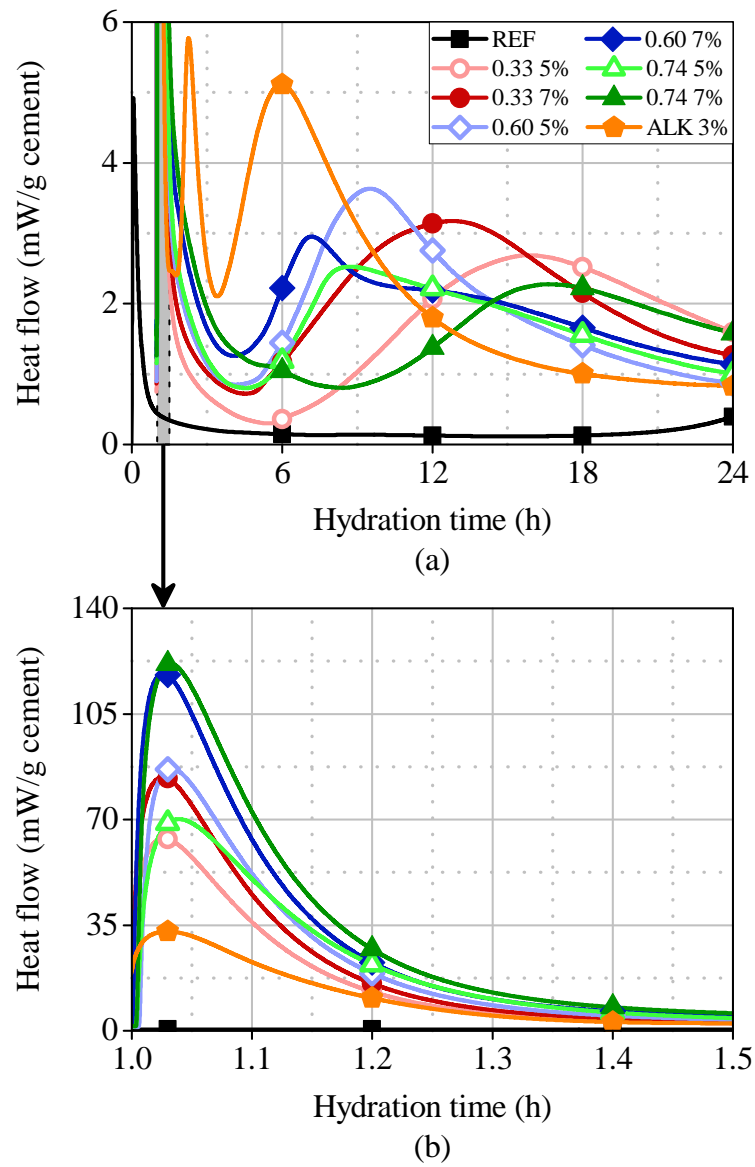 6
4
2
0
Heat flow (mW/g cement)
REF
0.33 5%
0.33 7%
0.60 5%
0.60 7%
0.74 5%
0.74 7%
ALK 3%
0 6 12 18 24
Hydration time (h)
(a)
140
105
70
35
0
Heat flow (mW/g cement)
1.0 1.1 1.2 1.3 1.4 1.5
Hydration time (h)
(b)